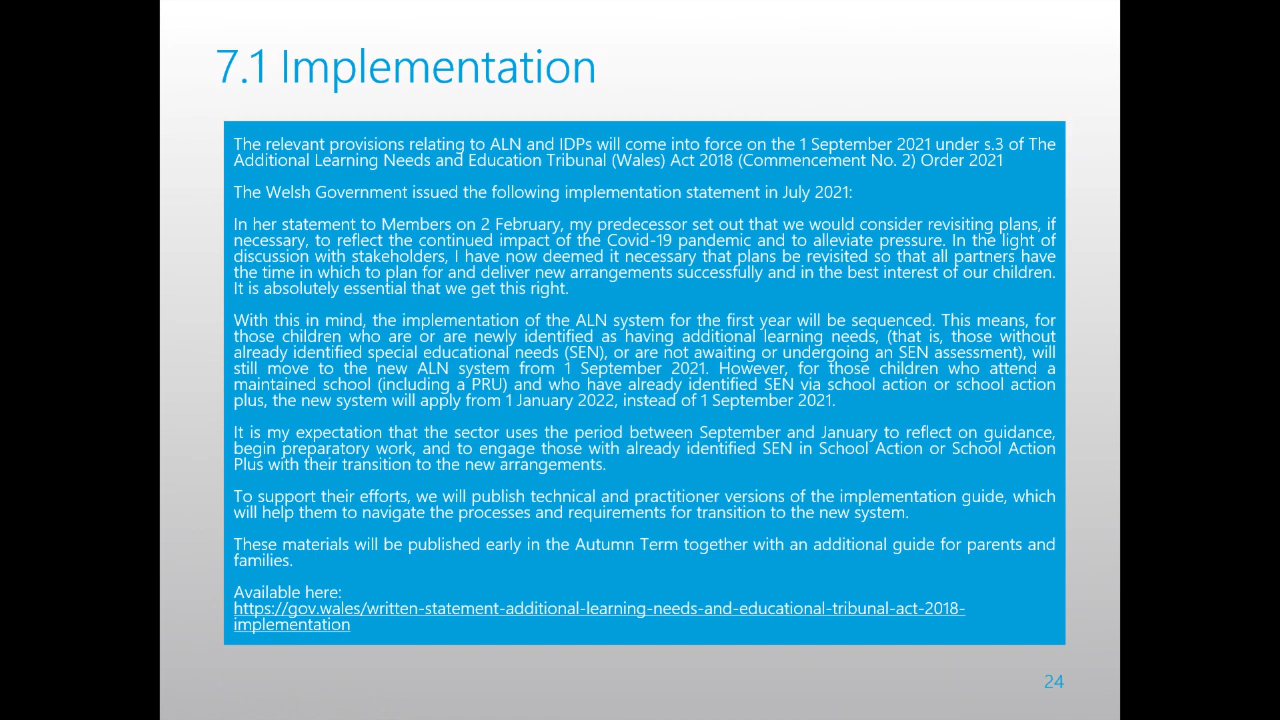 7.1 Implementation
The relevant provisions relating to ALN and IDPs will come into force on the 1 September 2021 under s.3 of The
Additional Learning Needs and Education Tribunal (Wales) Act 2018 (Commencement No. 2) Order 2021
The Welsh Government issued the following implementation statement in July 2021:
In her statement to Members on 2 February, my predecessor set out that we would consider revisiting plans, if
necessary, to reflect the continued impact of the Covid-19 pandemic and to alleviate pressure. In the light of
discussion with stakeholders, I have now deemed it necessary that plans be revisited so that all partners have
the time in which to plan for and deliver new arrangements successfully and in the best interest of our children.
It is absolutely essential that we get this right.
With this in mind, the implementation of the ALN system for the first year will be sequenced. This means, for
those children who are or are newly identified as having additional learning needs, (that is, those without
already identified special educational needs (SEN), or are not awaiting or undergoing an SEN assessment), will
still move to the new ALN system from 1 September 2021. However, for those children who attend a
maintained school (including a PRU) and who have already identified SEN via school action or school action
plus, the new system will apply from 1 January 2022, instead of 1 September 2021.
It is my expectation that the sector uses the period between September and January to reflect on guidance,
begin preparatory work, and to engage those with already identified SEN in School Action or School Action
Plus with their transition to the new arrangements.
To support their efforts, we will publish technical and practitioner versions of the implementation guide, which
will help them to navigate the processes and requirements for transition to the new system.
These materials will be published early in the Autumn Term together with an additional guide for parents and
families.
Available here:
https://gov.wales/written-statement-additional-learning-needs-and-educational-tribunal-act-2018-
implementation
24